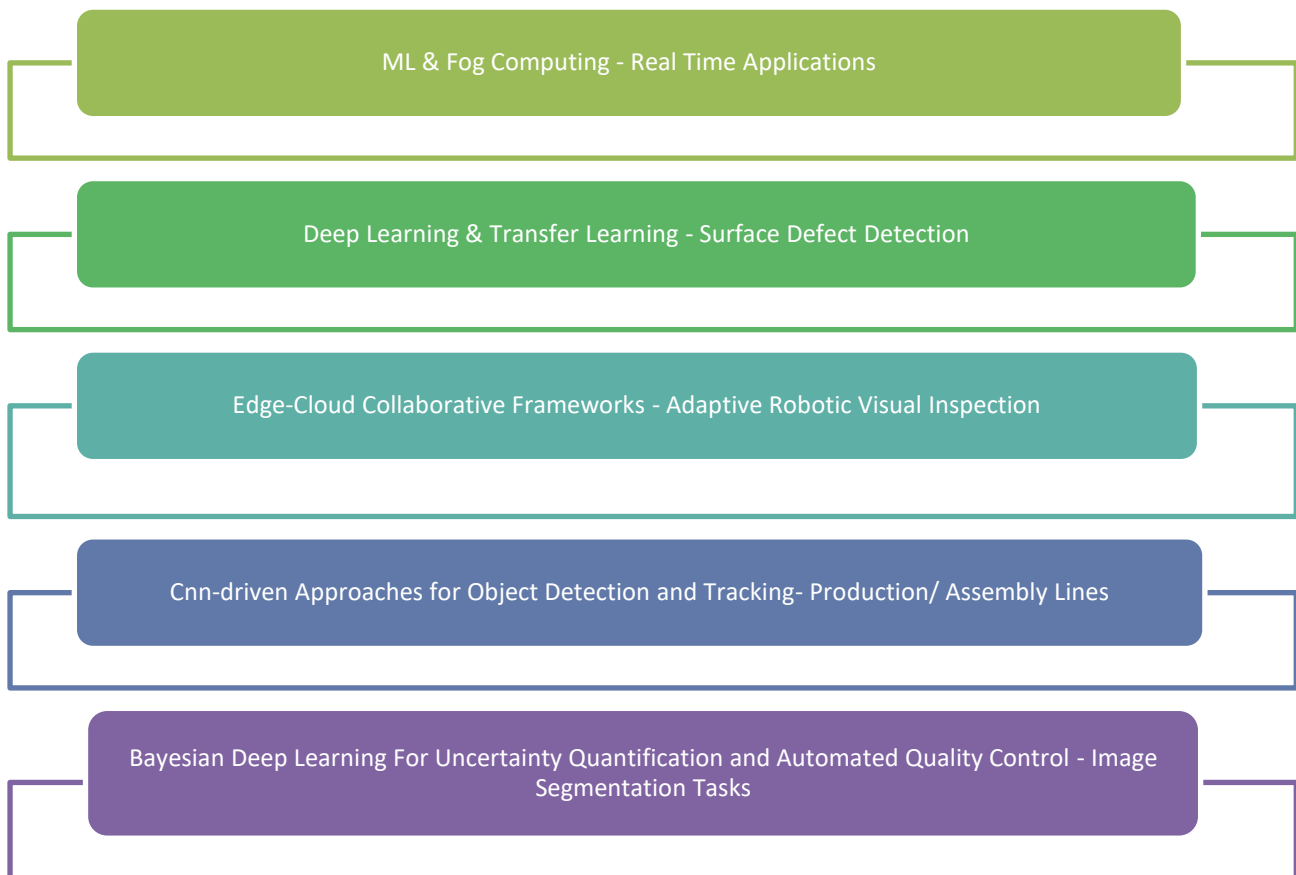 ML & Fog Computing - Real Time Applications
Deep Learning & Transfer Learning - Surface Defect Detection
Edge-Cloud Collaborative Frameworks - Adaptive Robotic Visual Inspection
Cnn-driven Approaches for Object Detection and Tracking- Production/ Assembly Lines
Bayesian Deep Learning For Uncertainty Quantification and Automated Quality Control - Image
Segmentation Tasks